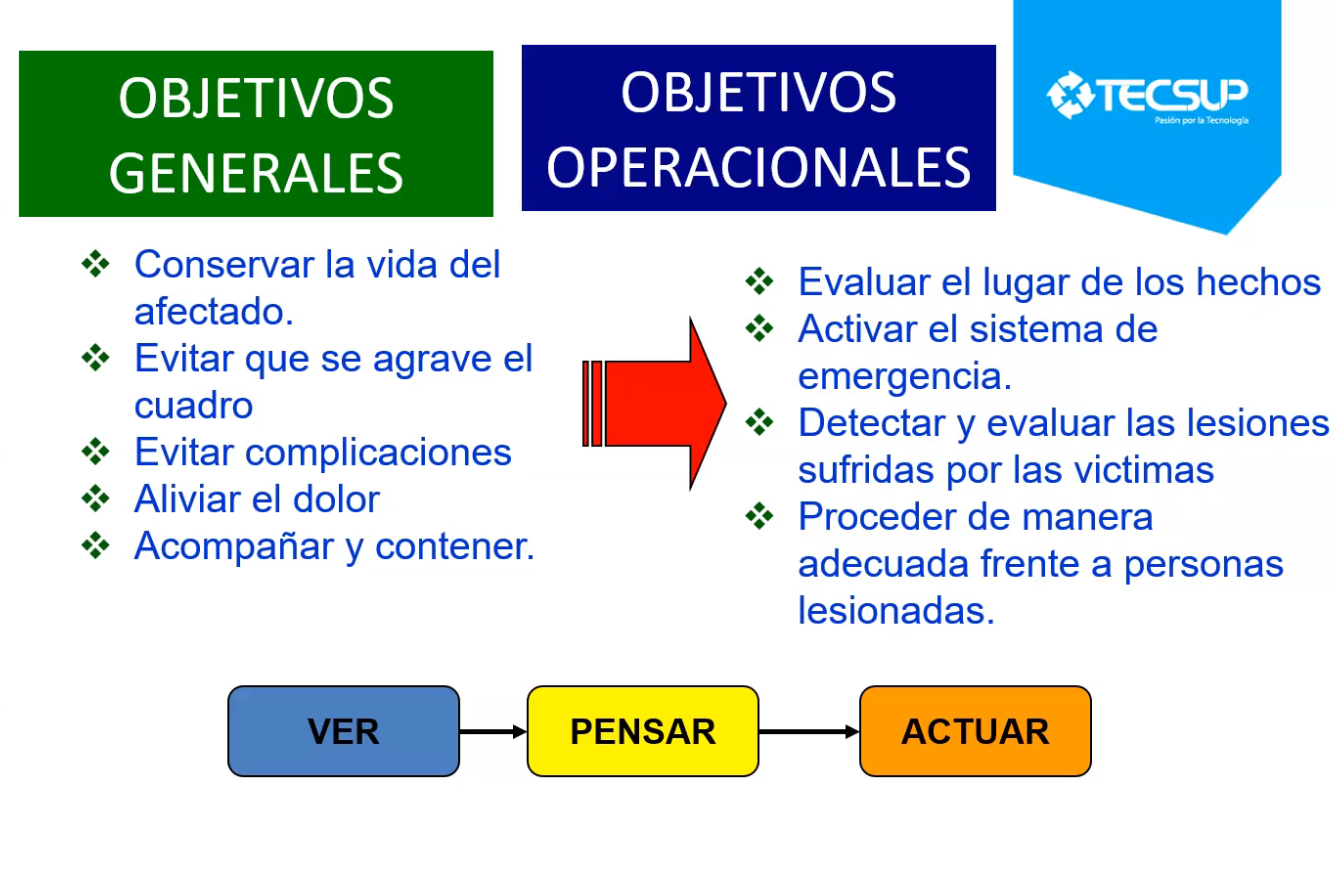 OBJETIVOS
GENERALES
OBJETIVOS
OPERACIONALES
TECSUP
Pasión por la Tecnología
Conservar la vida del
afectado.
Evitar que se agrave el
cuadro
Evitar complicaciones
Aliviar el dolor
Acompañar y contener.
Evaluar el lugar de los hechos
Activar el sistema de
emergencia.
Detectar y evaluar las lesiones
sufridas por las victimas
Proceder de manera
adecuada frente a personas
lesionadas.
VER
PENSAR
ACTUAR